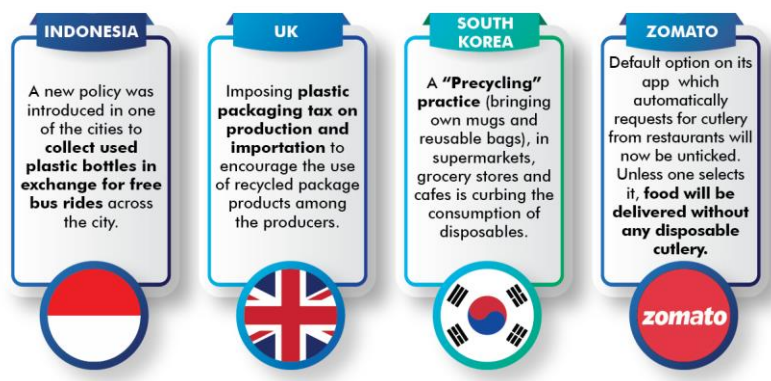 INDONESIA
A new policy was
introduced in one
of the cities to
collect used
plastic bottles in
exchange for free
bus rides across
the city.
UK
Imposing plastic
packaging tax on
production and
importation to
encourage the use
of recycled package
products among
the producers.
SOUTH
KOREA
A “Precycling”
practice (bringing
own mugs and
reusable bags), in
supermarkets,
grocery stores and
cafes is curbing the
consumption of
disposables.
ZOMATO
Default option on its
app which
automatically
requests for cutlery
from restaurants will
now be unticked.
Unless one selects
it, food will be
delivered without
any disposable
cutlery.
zomato